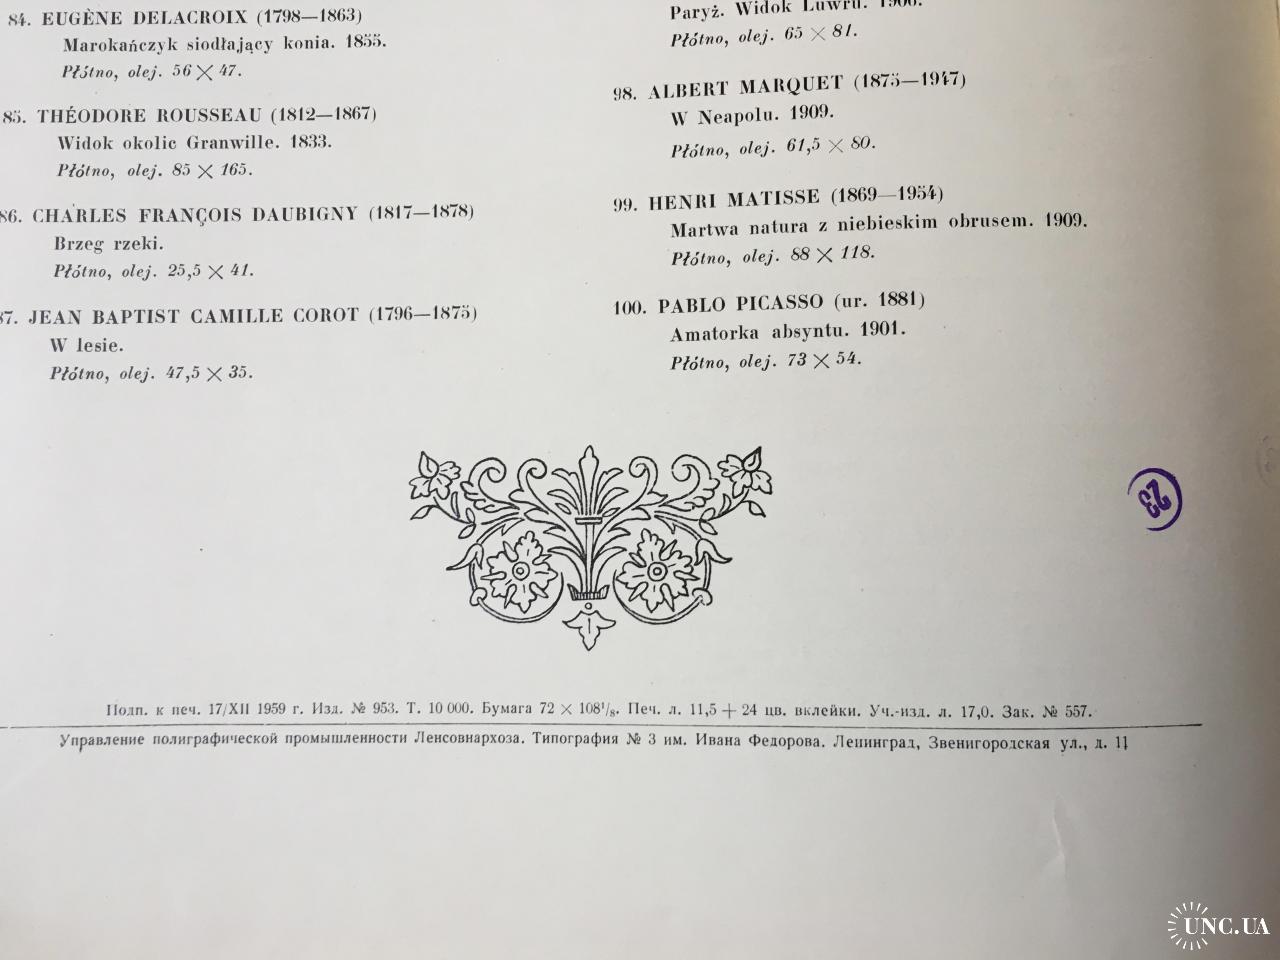 84. EUGÈNE DELACROIX (1798—1863)
Marokańczyk siodłający konia. 1855.
Płótno, olej. 56 × 47.
85. THÉODORE ROUSSEAU (1812—1867)
Widok okolic Granwille. 1833.
Płótno, olej. 85 × 165.
86. CHARLES FRANÇOIS DAUBIGNY (1817—1878)
Brzeg rzeki.
Płótno, olej. 25,5 × 41.
87. JEAN BAPTIST CAMILLE COROT (1796—1875)
W lesie.
Płótno, olej. 47,5 × 35.
Paryż. Widok Luwru. 1906.
Płótno, olej. 65 × 81.
98. ALBERT MARQUET (1875—1947)
W Neapolu. 1909.
Płótno, olej. 61,5 × 80.
99. HENRI MATISSE (1869—1954)
Martwa natura z niebieskim obrusem. 1909.
Płótno, olej. 88 × 118.
100. PABLO PICASSO (ur. 1881)
Amatorka absyntu. 1901.
Płótno, olej. 73 × 54.
23
Подп. к печ. 17/XII 1959 г. Изд. № 953. Т. 10 000. Бумага 72 × 108¹/₈. Печ. л. 11,5 + 24 цв. вклейки. Уч.-изд. л. 17,0. Зак. № 557.
Управление полиграфической промышленности Ленсовнархоза. Типография № 3 им. Ивана Федорова. Ленинград, Звенигородская ул., д. 11
UNC.UA